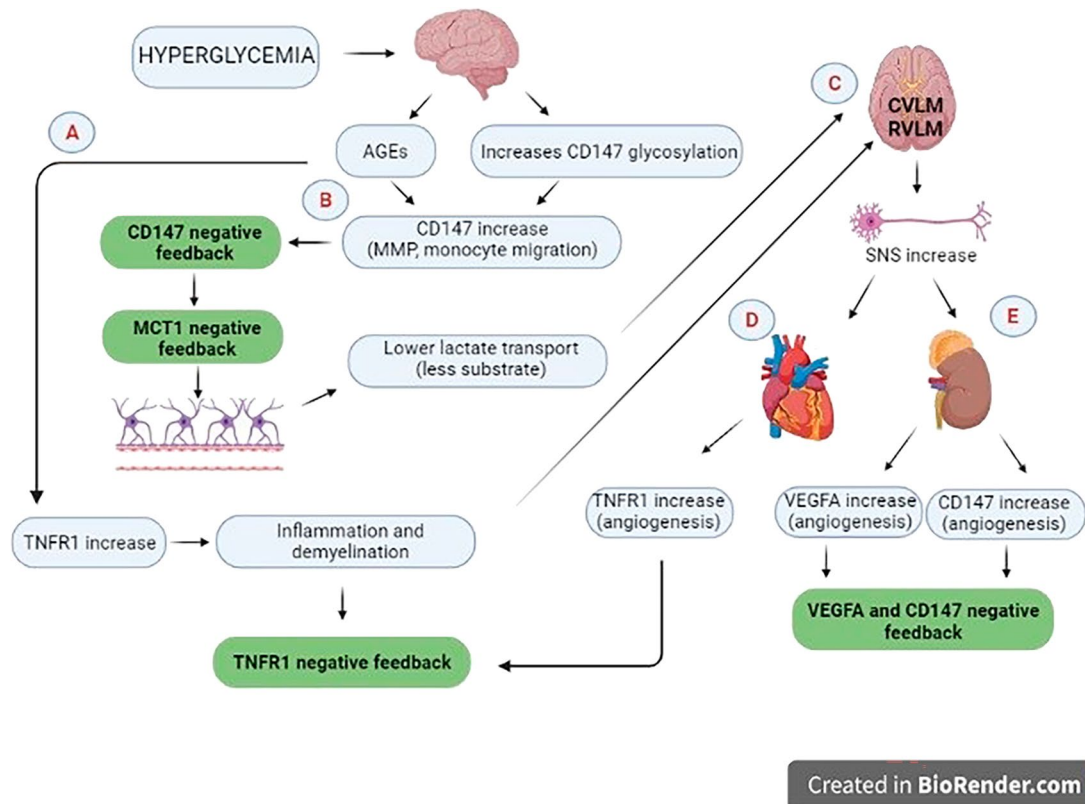 HYPERGLYCEMIA
A
AGEs
Increases CD147 glycosylation
B
CD147 increase
(MMP, monocyte migration)
CD147 negative
feedback
MCT1 negative
feedback
Lower lactate transport
(less substrate)
TNFR1 increase
Inflammation and
demyelination
TNFR1 negative feedback
C
CVLM
RVLM
SNS increase
D
E
TNFR1 increase
(angiogenesis)
VEGFA increase
(angiogenesis)
CD147 increase
(angiogenesis)
VEGFA and CD147 negative
feedback
Created in BioRender.com